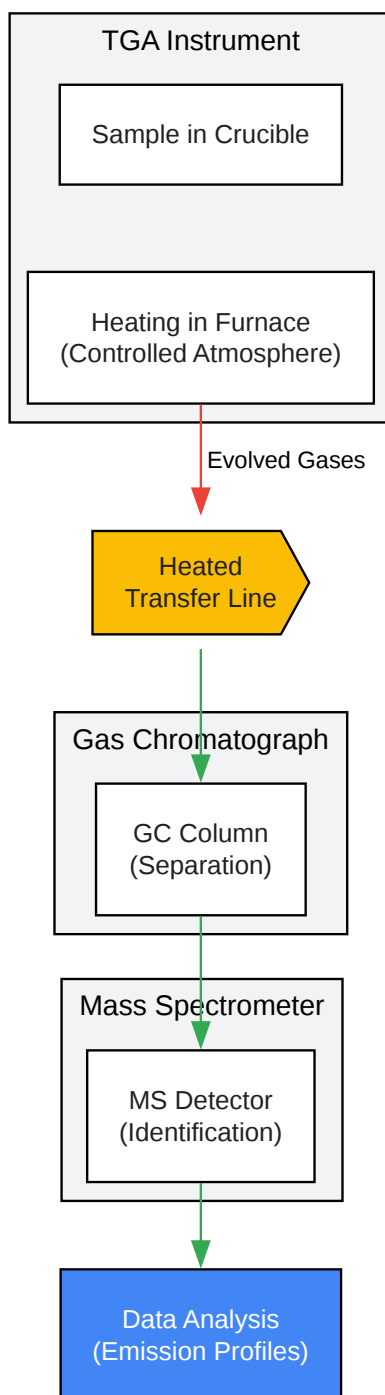 TGA Instrument
Sample in Crucible
Heating in Furnace
(Controlled Atmosphere)
Evolved Gases
Heated
Transfer Line
Gas Chromatograph
GC Column
(Separation)
Mass Spectrometer
MS Detector
(Identification)
Data Analysis
(Emission Profiles)